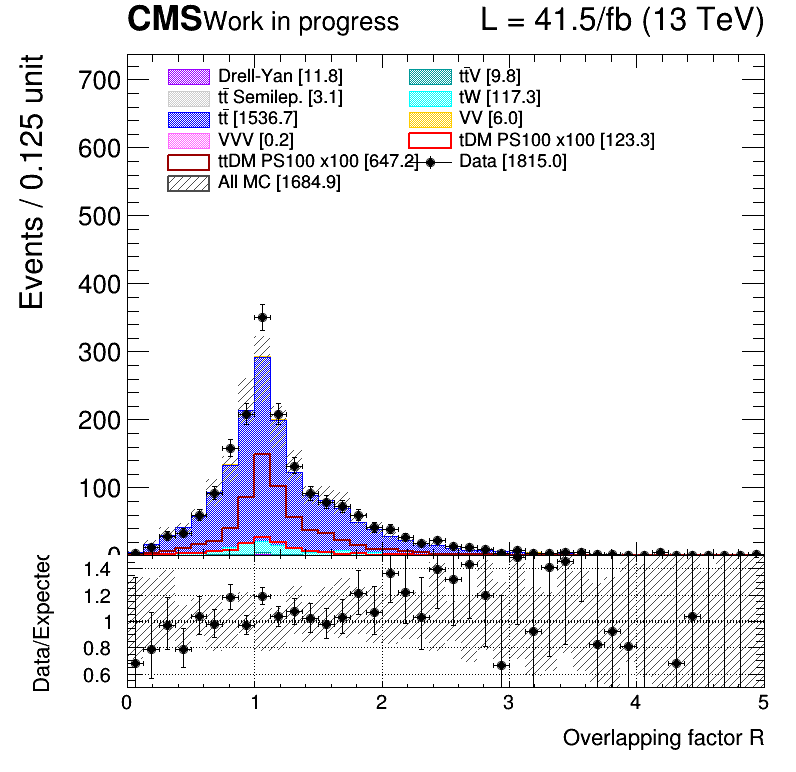 CMS Work in progress L = 41.5/fb (13 TeV)
Events / 0.125 unit
700
600
500
400
300
200
100
0
Drell-Yan [11.8] tt̄V [9.8]
tt̄ Semilep. [3.1] tW [117.3]
tt̄ [1536.7] VV [6.0]
VVV [0.2] tDM PS100 x100 [123.3]
ttDM PS100 x100 [647.2] Data [1815.0]
All MC [1684.9]
Data/Expected
1.4
1.2
1
0.8
0.6
0 1 2 3 4 5
Overlapping factor R